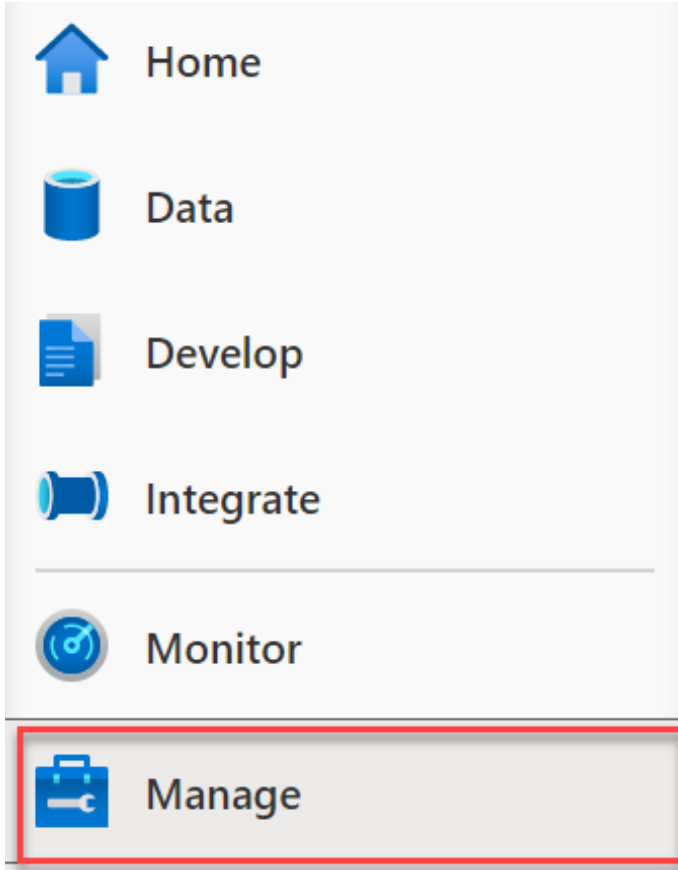 Home
Data
Develop
Integrate
Monitor
Manage